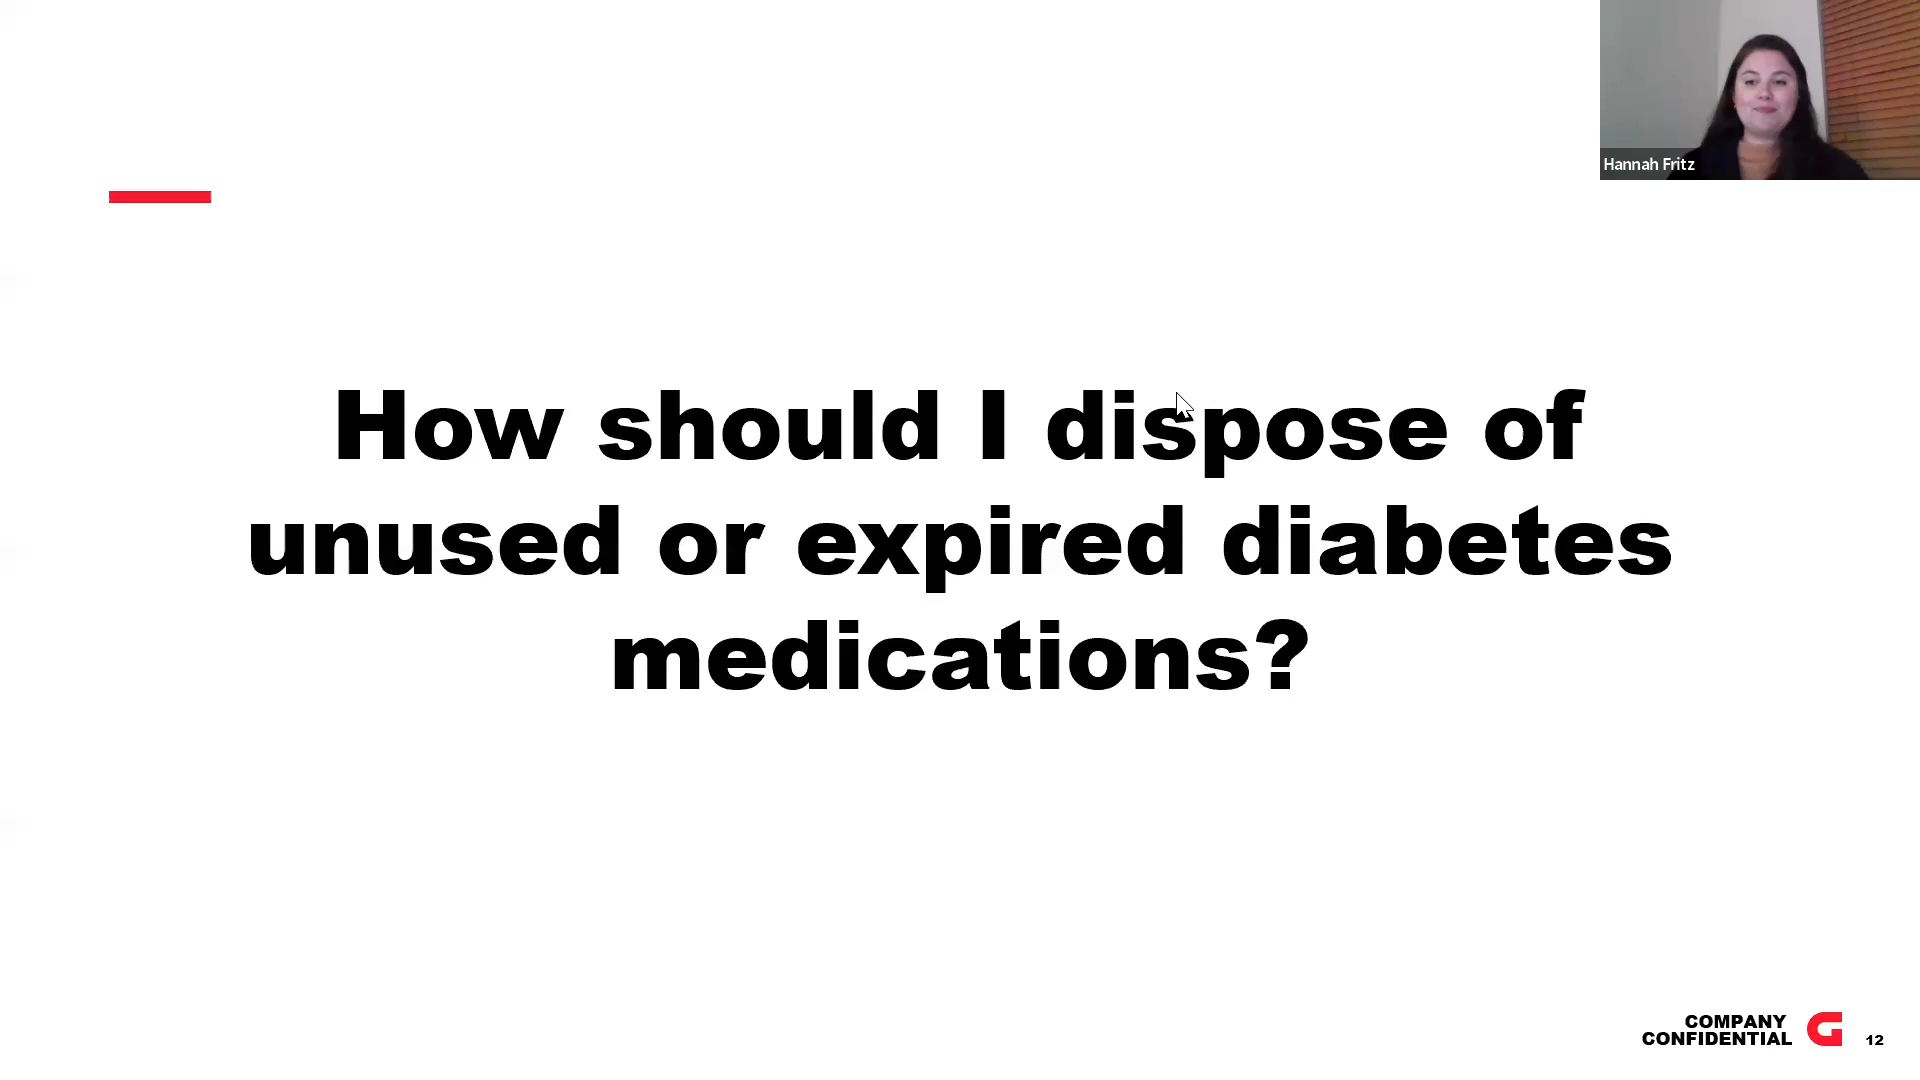 Hannah Fritz
How should I dispose of
unused or expired diabetes
medications?
COMPANY
CONFIDENTIAL
12